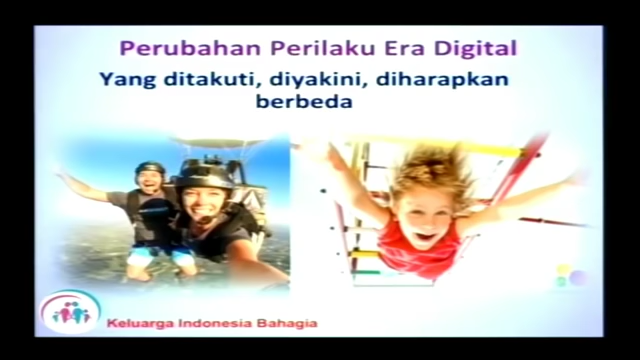 Perubahan Perilaku Era Digital
Yang ditakuti, diyakini, diharapkan
berbeda
Keluarga Indonesia Bahagia